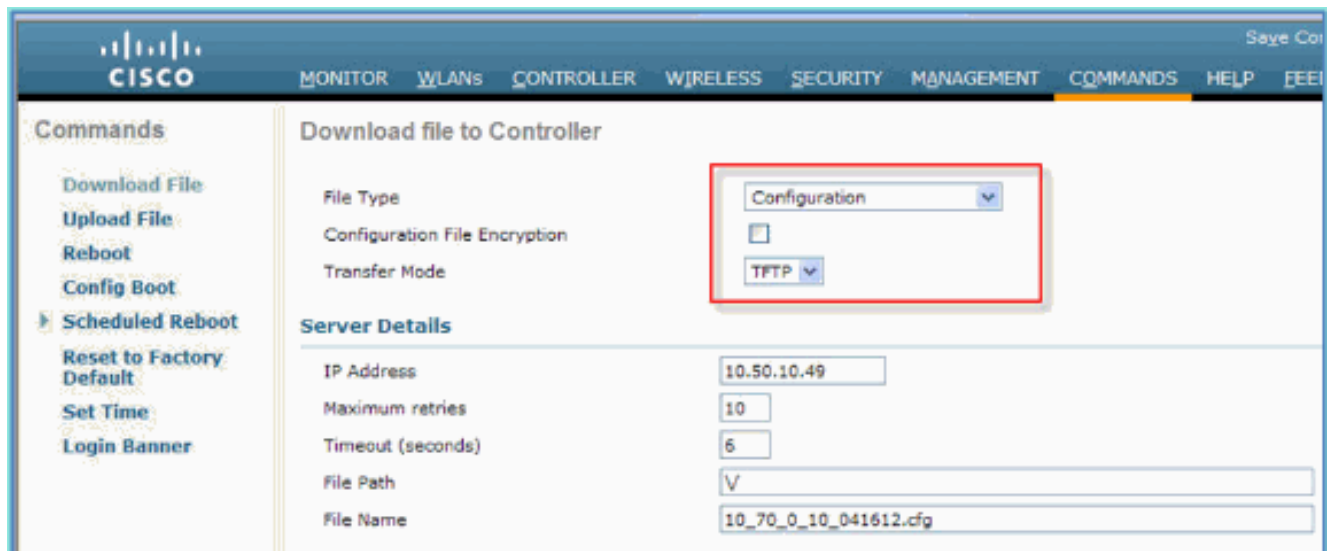 Save Co
CISCO
MONITOR WLANs CONTROLLER WIRELESS SECURITY MANAGEMENT COMMANDS HELP FEE
Commands
Download File
Upload File
Reboot
Config Boot
Scheduled Reboot
Reset to Factory
Default
Set Time
Login Banner
Download file to Controller
File Type Configuration
Configuration File Encryption
Transfer Mode TFTP
Server Details
IP Address 10.50.10.49
Maximum retries 10
Timeout (seconds) 6
File Path \/
File Name 10_70_0_10_041612.cfg